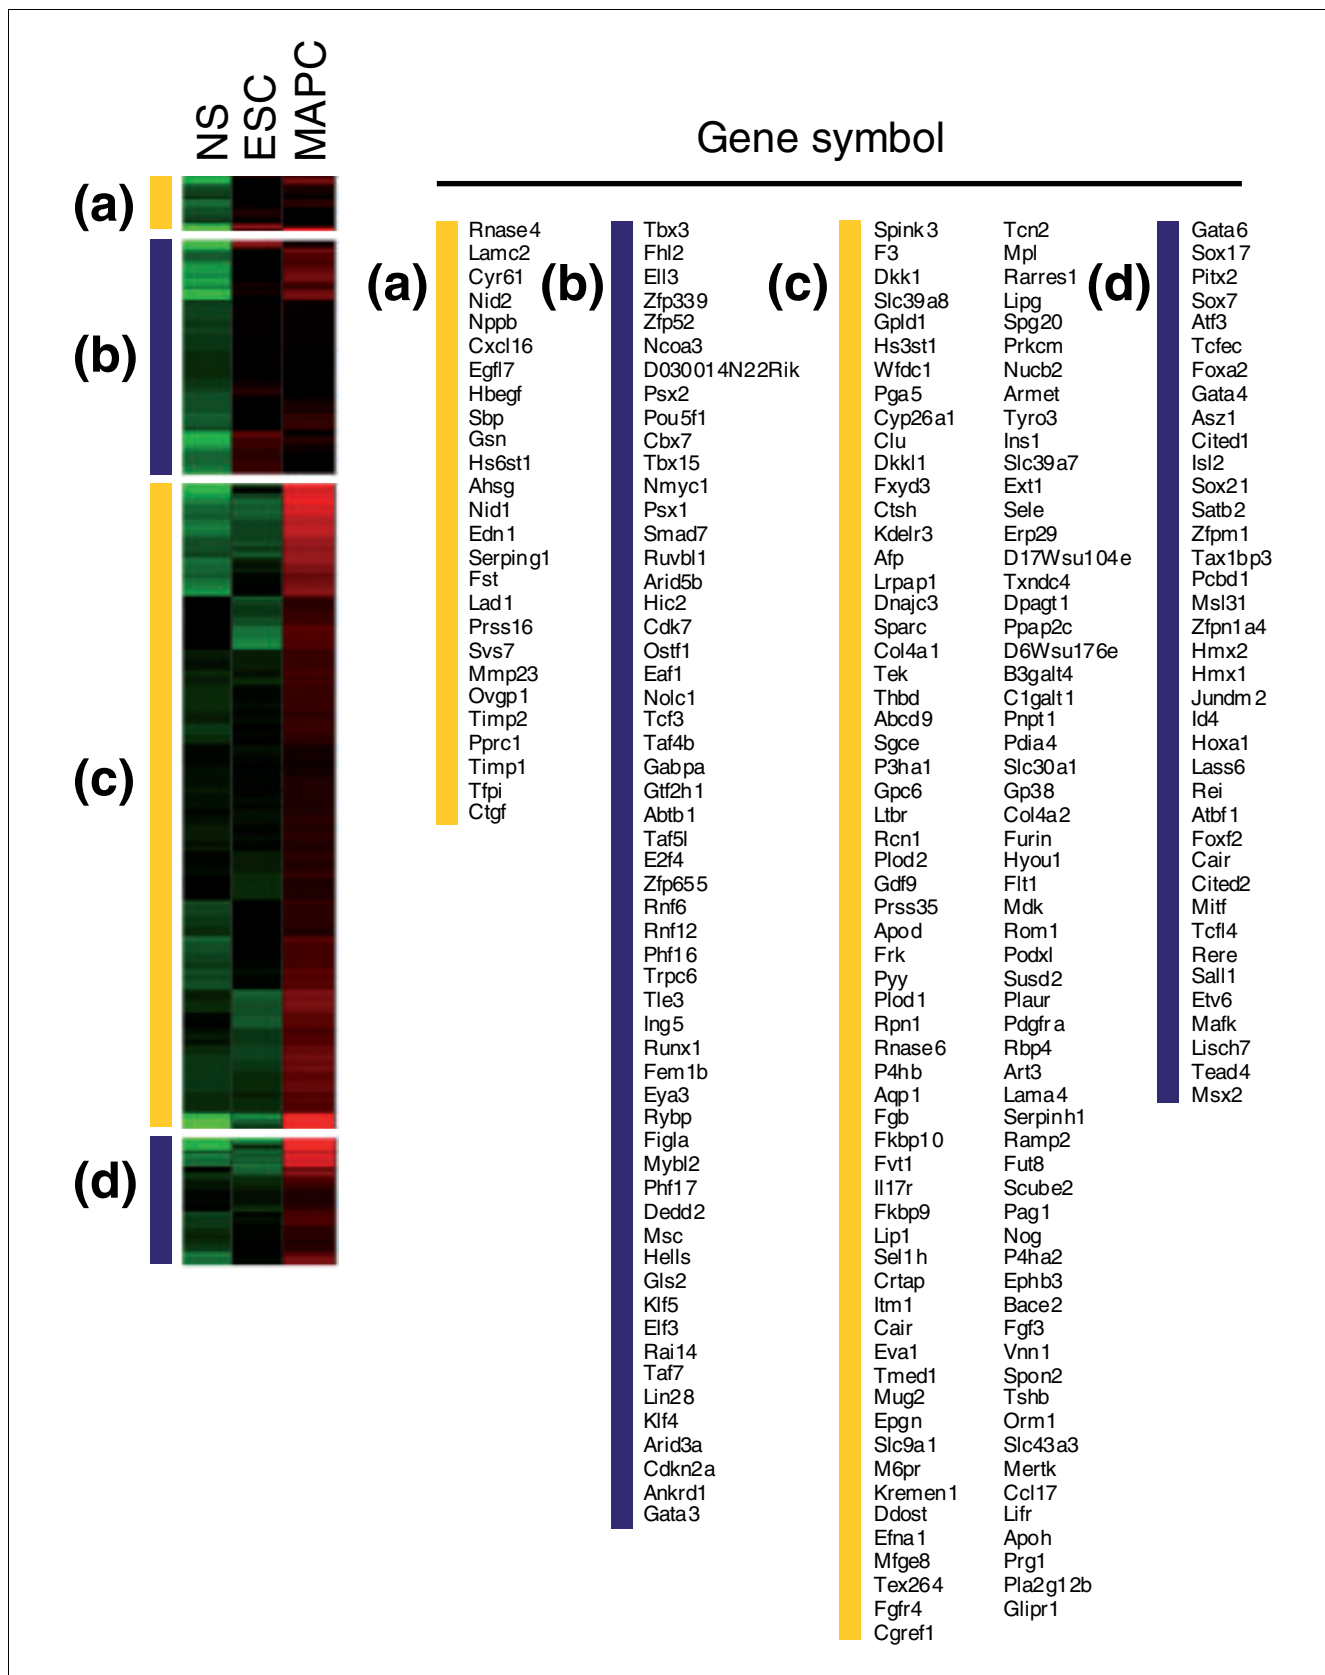 NS
ESC
MAPC
Gene symbol
(a)
(b)
(c)
(d)
(a)
Rnase4
Lamc2
Cyr61
Nid2
Nppb
Cxcl16
Egfl7
Hbegf
Sbp
Gsn
Hs6st1
Ahsg
Nid1
Edn1
Serping1
Fst
Lad1
Prss16
Svs7
Mmp23
Ovgp1
Timp2
Pprc1
Timp1
Tfpi
Ctgf
(b)
Tbx3
Fhl2
Ell3
Zfp339
Zfp52
Ncoa3
D030014N22Rik
Psx2
Pou5f1
Cbx7
Tbx15
Nmyc1
Psx1
Smad7
Ruvbl1
Arid5b
Hic2
Cdk7
Ostf1
Eaf1
Nolc1
Tcf3
Taf4b
Gabpa
Gtf2h1
Abtb1
Taf5l
E2f4
Zfp655
Rnf6
Rnf12
Phf16
Trpc6
Tle3
Ing5
Runx1
Fem1b
Eya3
Rybp
Figla
Mybl2
Phf17
Dedd2
Msc
Hells
Gls2
Klf5
Elf3
Rai14
Taf7
Lin28
Klf4
Arid3a
Cdkn2a
Ankrd1
Gata3
(c)
Spink3
F3
Dkk1
Slc39a8
Gpld1
Hs3st1
Wfdc1
Pga5
Cyp26a1
Clu
Dkkl1
Fxyd3
Ctsh
Kdelr3
Afp
Lrpap1
Dnajc3
Sparc
Col4a1
Tek
Thbd
Abcd9
Sgce
P3ha1
Gpc6
Ltbr
Rcn1
Plod2
Gdf9
Prss35
Apod
Frk
Pyy
Plod1
Rpn1
Rnase6
P4hb
Aqp1
Fgb
Fkbp10
Fvt1
Il17r
Fkbp9
Lip1
Sel1h
Crtap
Itm1
Cair
Eva1
Tmed1
Mug2
Epgn
Slc9a1
M6pr
Kremen1
Ddost
Efna1
Mfge8
Tex264
Fgfr4
Cgref1
Tcn2
Mpl
Rarres1
Lipg
Spg20
Prkcm
Nucb2
Armet
Tyro3
Ins1
Slc39a7
Ext1
Sele
Erp29
D17Wsu104e
Txndc4
Dpagt1
Ppap2c
D6Wsu176e
B3galt4
C1galt1
Pnpt1
Pdia4
Slc30a1
Gp38
Col4a2
Furin
Hyou1
Flt1
Mdk
Rom1
Podxl
Susd2
Plaur
Pdgfra
Rbp4
Art3
Lama4
Serpinh1
Ramp2
Fut8
Scube2
Pag1
Nog
P4ha2
Ephb3
Bace2
Fgf3
Vnn1
Spon2
Tshb
Orm1
Slc43a3
Mertk
Ccl17
Lifr
Apoh
Prg1
Pla2g12b
Glipr1
(d)
Gata6
Sox17
Pitx2
Sox7
Atf3
Tcfec
Foxa2
Gata4
Asz1
Cited1
Isl2
Sox21
Satb2
Zfpm1
Tax1bp3
Pcbd1
Msl31
Zfpn1a4
Hmx2
Hmx1
Jundm2
Id4
Hoxa1
Lass6
Rei
Atbf1
Foxf2
Cair
Cited2
Mitf
Tcfl4
Rere
Sall1
Etv6
Mafk
Lisch7
Tead4
Msx2